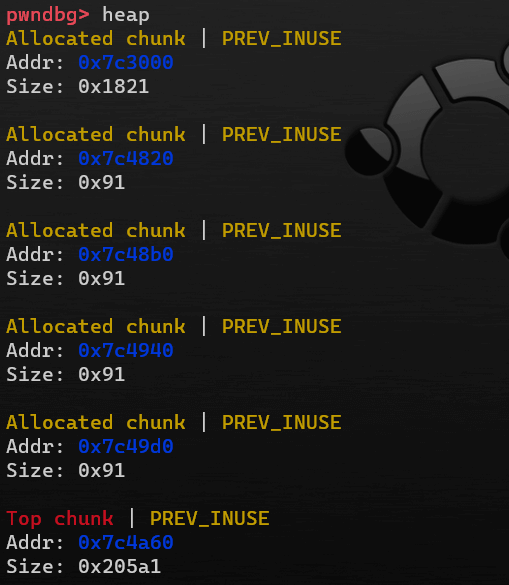 pwndbg> heap
Allocated chunk | PREV_INUSE
Addr: 0x7c3000
Size: 0x1821
Allocated chunk | PREV_INUSE
Addr: 0x7c4820
Size: 0x91
Allocated chunk | PREV_INUSE
Addr: 0x7c48b0
Size: 0x91
Allocated chunk | PREV_INUSE
Addr: 0x7c4940
Size: 0x91
Allocated chunk | PREV_INUSE
Addr: 0x7c49d0
Size: 0x91
Top chunk | PREV_INUSE
Addr: 0x7c4a60
Size: 0x205a1